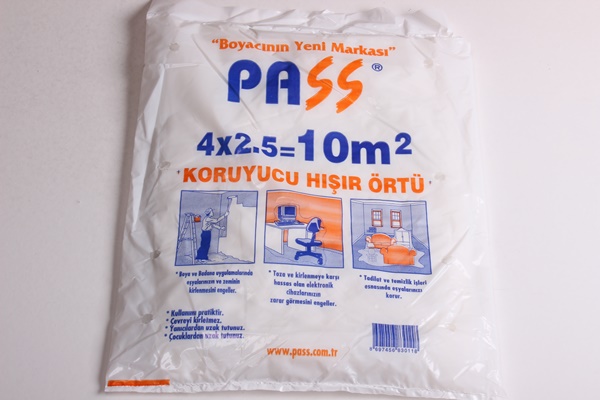 "Boyacının Yeni Markası"
PASS®
4x2.5=10m²
KORUYUCU HIŞIR ÖRTÜ
* Boya ve Badana uygulamalarında
eşyalarınızın ve zeminin
kirlenmesini engeller.
* Toza ve kirlenmeye karşı
hassas olan elektronik
cihazlarınızın
zarar görmesini engeller.
* Tadilat ve temizlik işleri
esnasında eşyalarınızı
korur.
* Kullanımı pratiktir.
* Çevreyi kirletmez.
* Yanıcılardan uzak tutunuz.
* Çocuklardan uzak tutunuz.
www.pass.com.tr